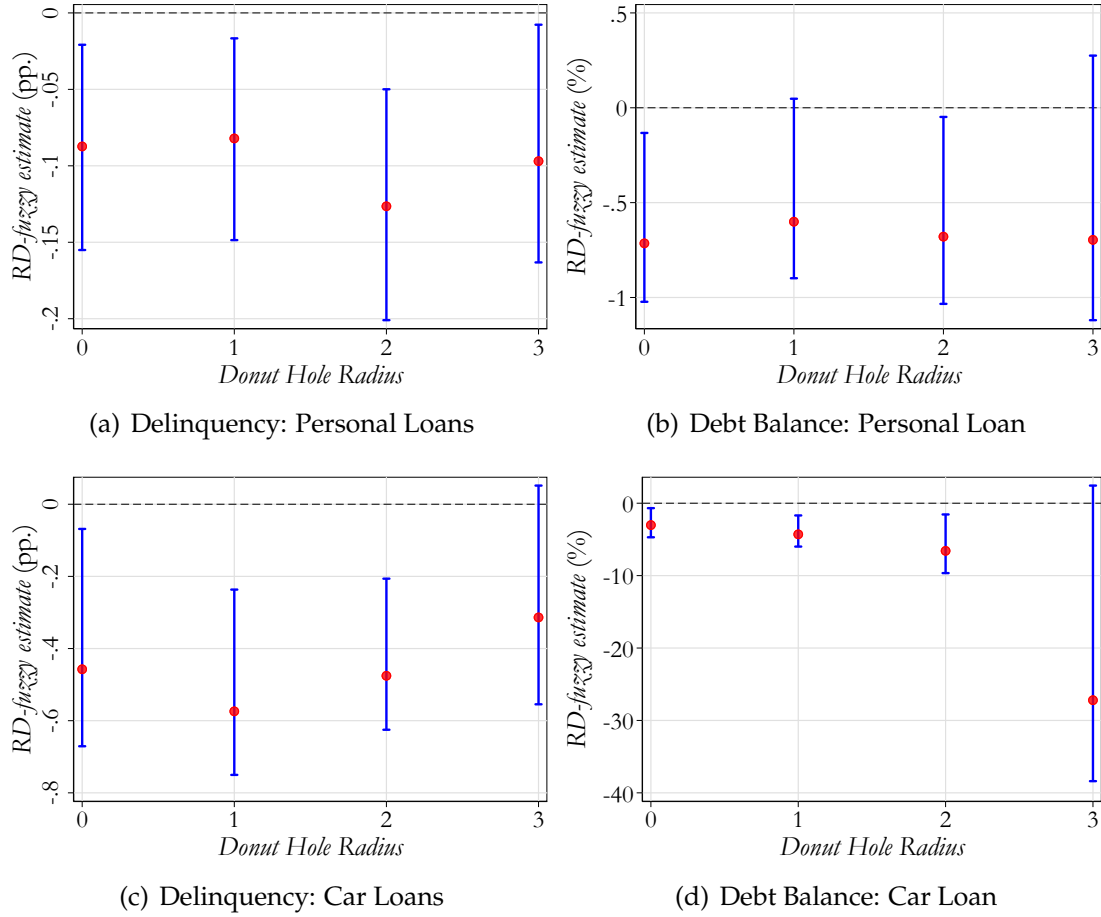 RD-fuzzy estimate (pp.)
0
-.05
-.1
-.15
-.2
0 1 2 3
Donut Hole Radius
(a) Delinquency: Personal Loans
RD-fuzzy estimate (%)
.5
0
-.5
-1
0 1 2 3
Donut Hole Radius
(b) Debt Balance: Personal Loan
RD-fuzzy estimate (pp.)
0
-.2
-.4
-.6
-.8
0 1 2 3
Donut Hole Radius
(c) Delinquency: Car Loans
RD-fuzzy estimate (%)
0
-10
-20
-30
-40
0 1 2 3
Donut Hole Radius
(d) Debt Balance: Car Loan